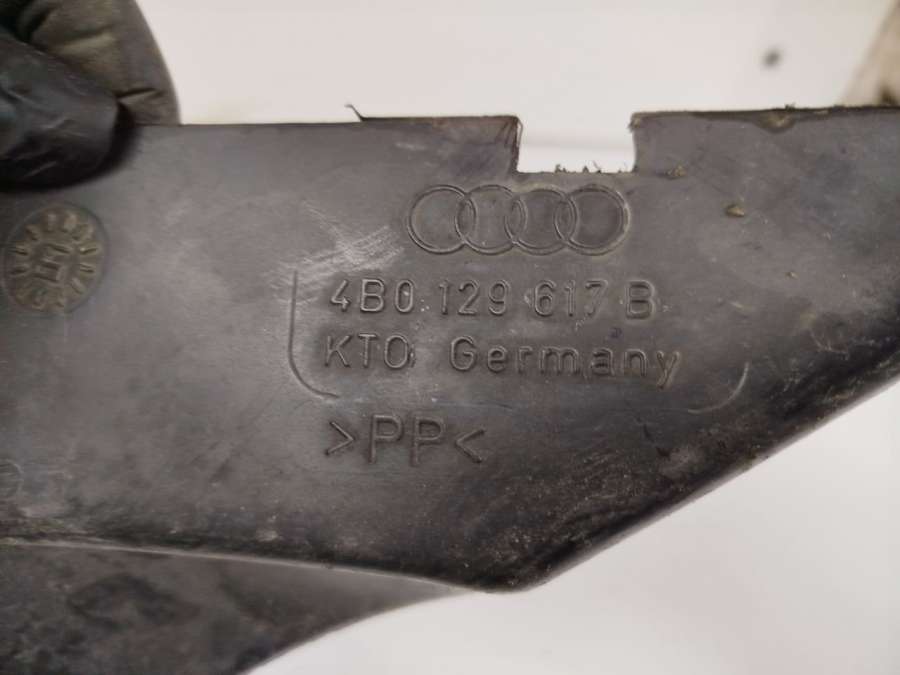 4B0 129 617 B
KTO Germany
>PP<